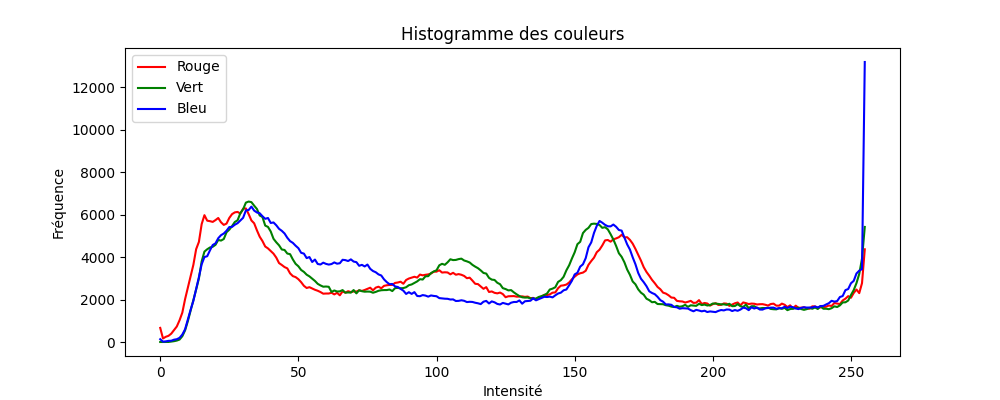 Histogramme des couleurs
Rouge
Vert
Bleu
Fréquence
12000
10000
8000
6000
4000
2000
0
0 50 100 150 200 250
Intensité